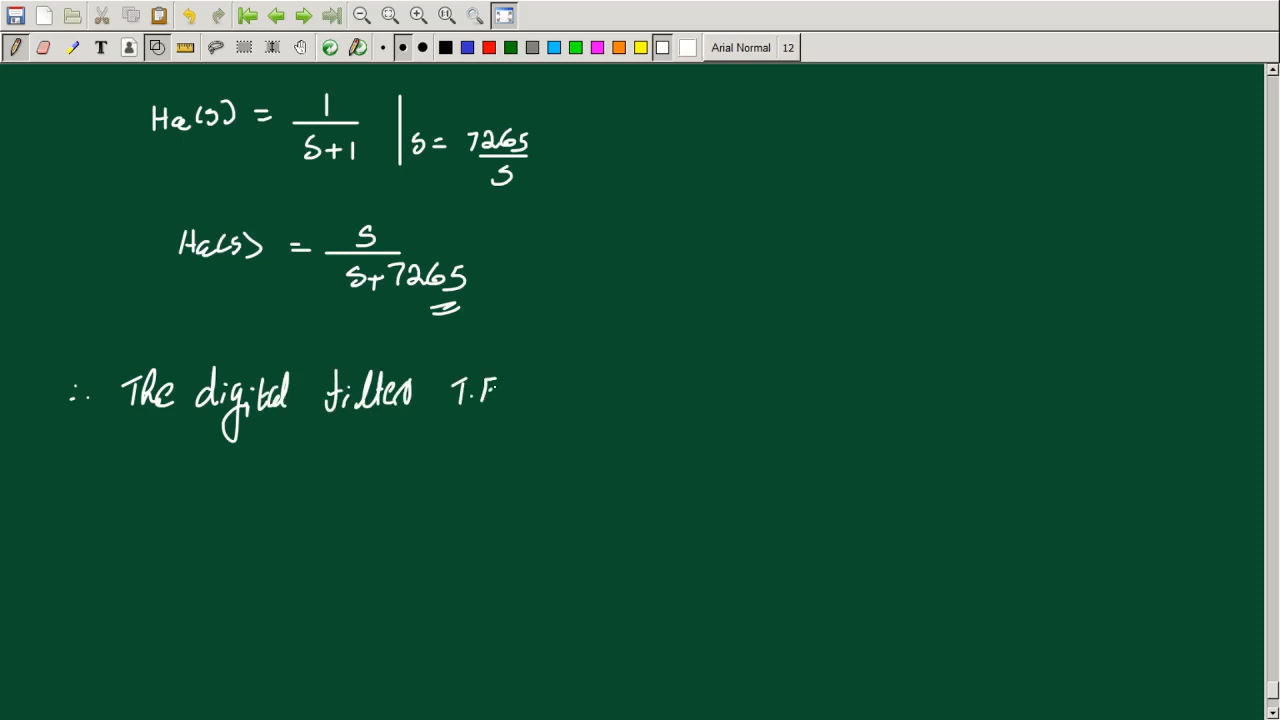 Arial Normal 12
Ha(s) = 1 / s+1 | s = 7265 / s
Ha(s) = s / s+7265
∴ The digital filter T.F